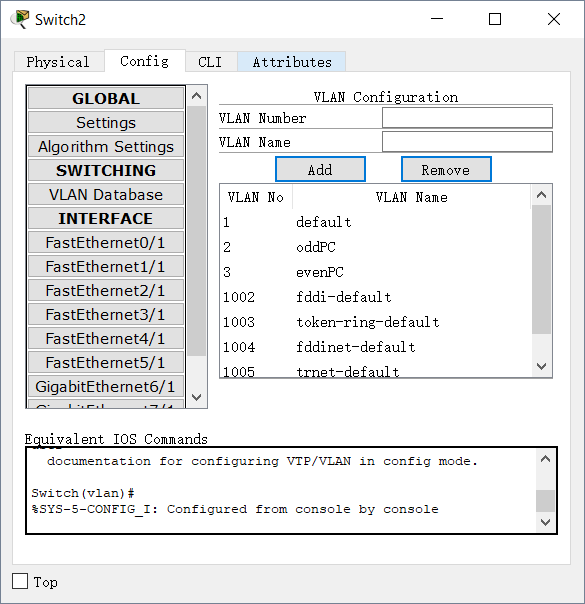 Switch2
Physical Config CLI Attributes
GLOBAL
Settings
Algorithm Settings
SWITCHING
VLAN Database
INTERFACE
FastEthernet0/1
FastEthernet1/1
FastEthernet2/1
FastEthernet3/1
FastEthernet4/1
FastEthernet5/1
GigabitEthernet6/1
GigabitEthernet7/1
VLAN Configuration
VLAN Number
VLAN Name
Add Remove
VLAN No VLAN Name
1 default
2 oddPC
3 evenPC
1002 fddi-default
1003 token-ring-default
1004 fddinet-default
1005 trnet-default
Equivalent IOS Commands
documentation for configuring VTP/VLAN in config mode.
Switch(vlan)#
%SYS-5-CONFIG_I: Configured from console by console
Top